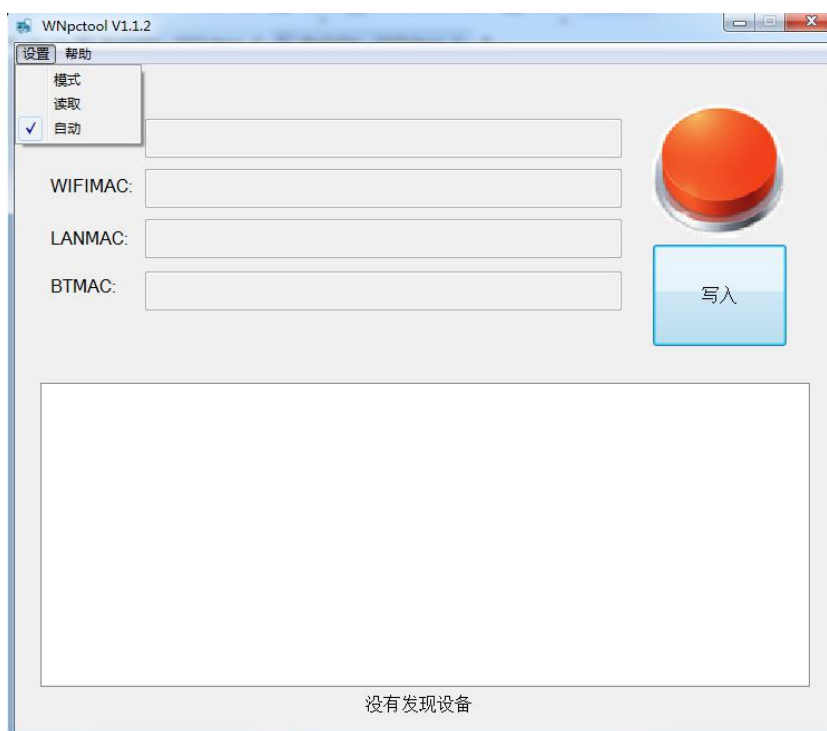 WNpctool V1.1.2
设置 帮助
模式
读取
自动
WIFIMAC:
LANMAC:
BTMAC:
写入
没有发现设备